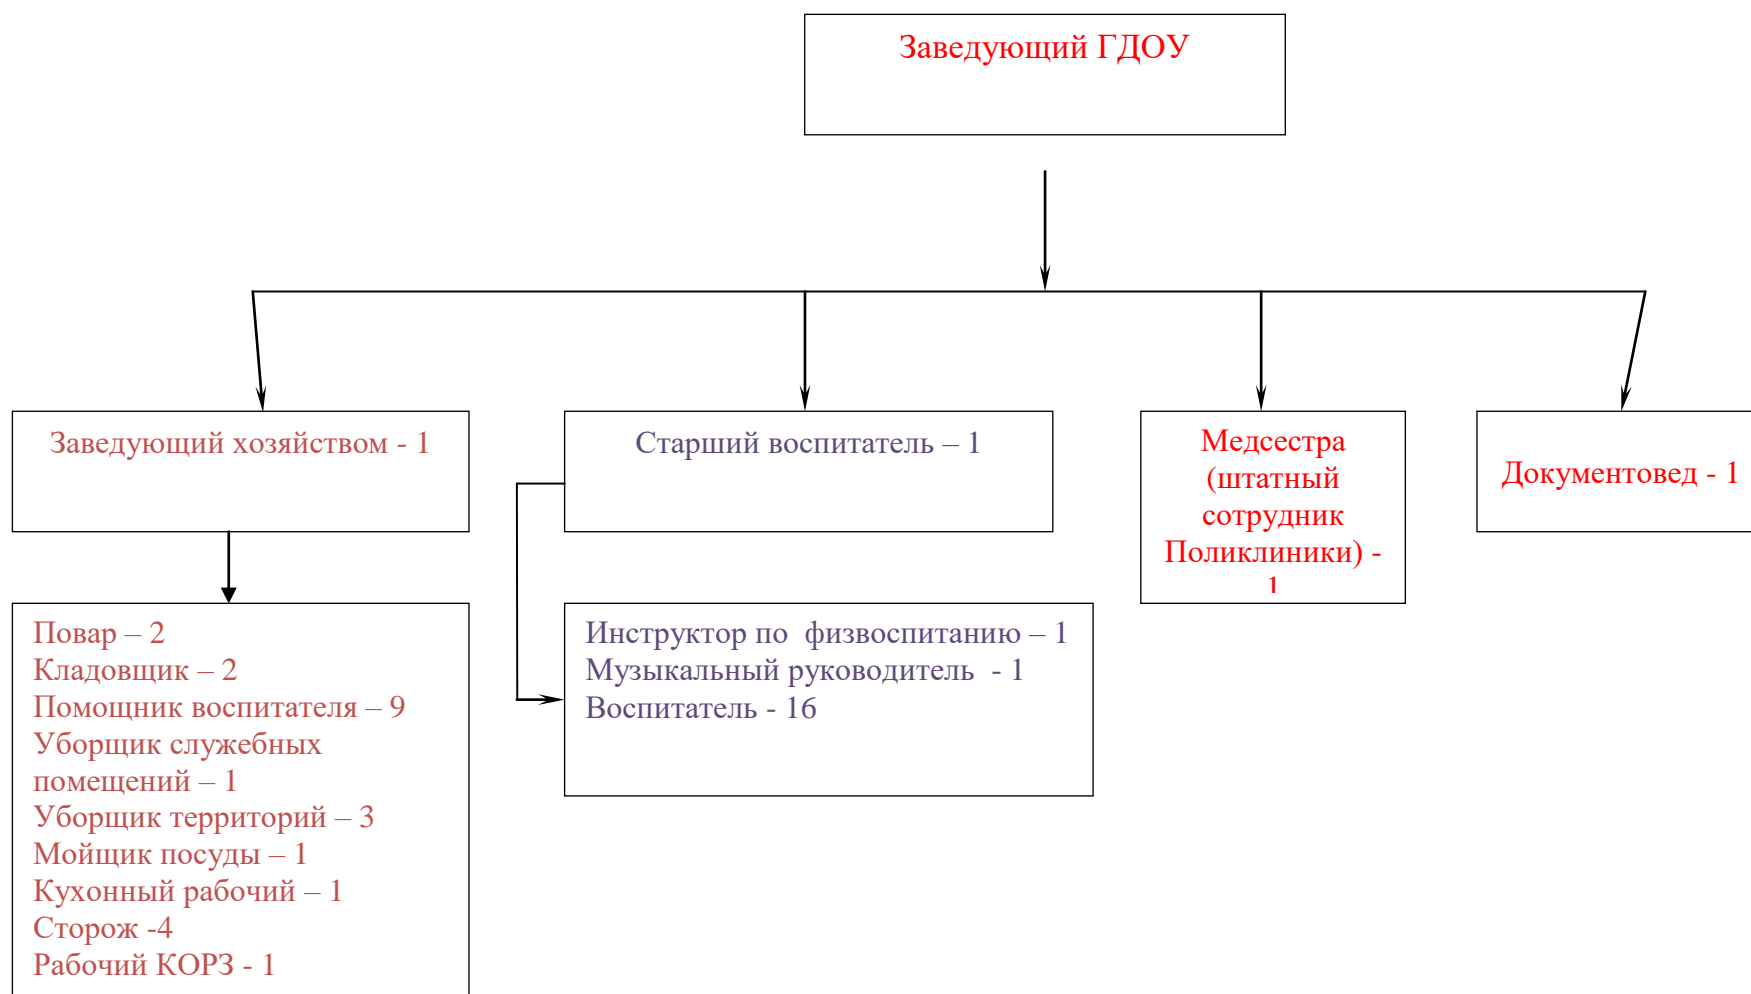 Заведующий ГДОУ
Заведующий хозяйством - 1
Старший воспитатель – 1
Медсестра
(штатный
сотрудник
Поликлиники) -
1
Документовед - 1
Повар – 2
Кладовщик – 2
Помощник воспитателя – 9
Уборщик служебных
помещений – 1
Уборщик территорий – 3
Мойщик посуды – 1
Кухонный рабочий – 1
Сторож -4
Рабочий КОРЗ - 1
Инструктор по  физвоспитанию – 1
Музыкальный руководитель  - 1
Воспитатель - 16